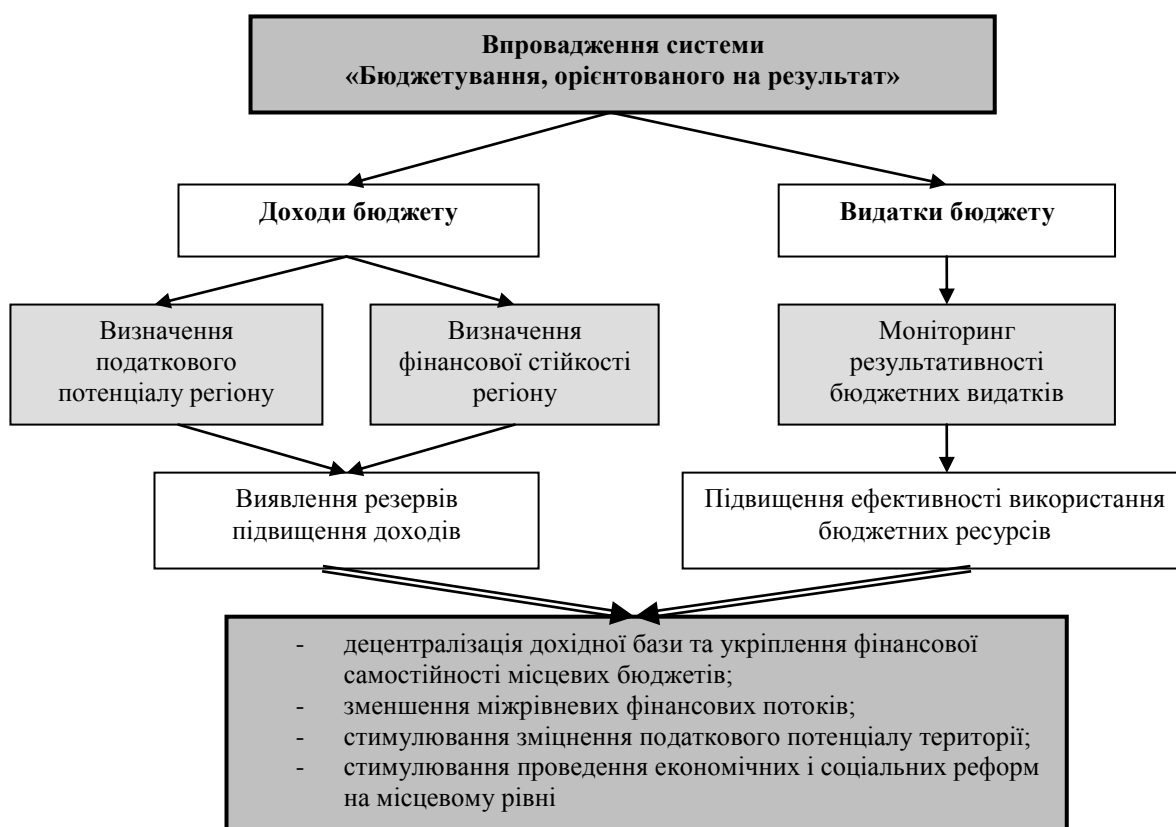 Впровадження системи
«Бюджетування, орієнтованого на результат»
Доходи бюджету
Видатки бюджету
Визначення
податкового
потенціалу регіону
Визначення
фінансової стійкості
регіону
Моніторинг
результативності
бюджетних видатків
Виявлення резервів
підвищення доходів
Підвищення ефективності використання
бюджетних ресурсів
- децентралізація дохідної бази та укріплення фінансової
самостійності місцевих бюджетів;
- зменшення міжрівневих фінансових потоків;
- стимулювання зміцнення податкового потенціалу території;
- стимулювання проведення економічних і соціальних реформ
на місцевому рівні